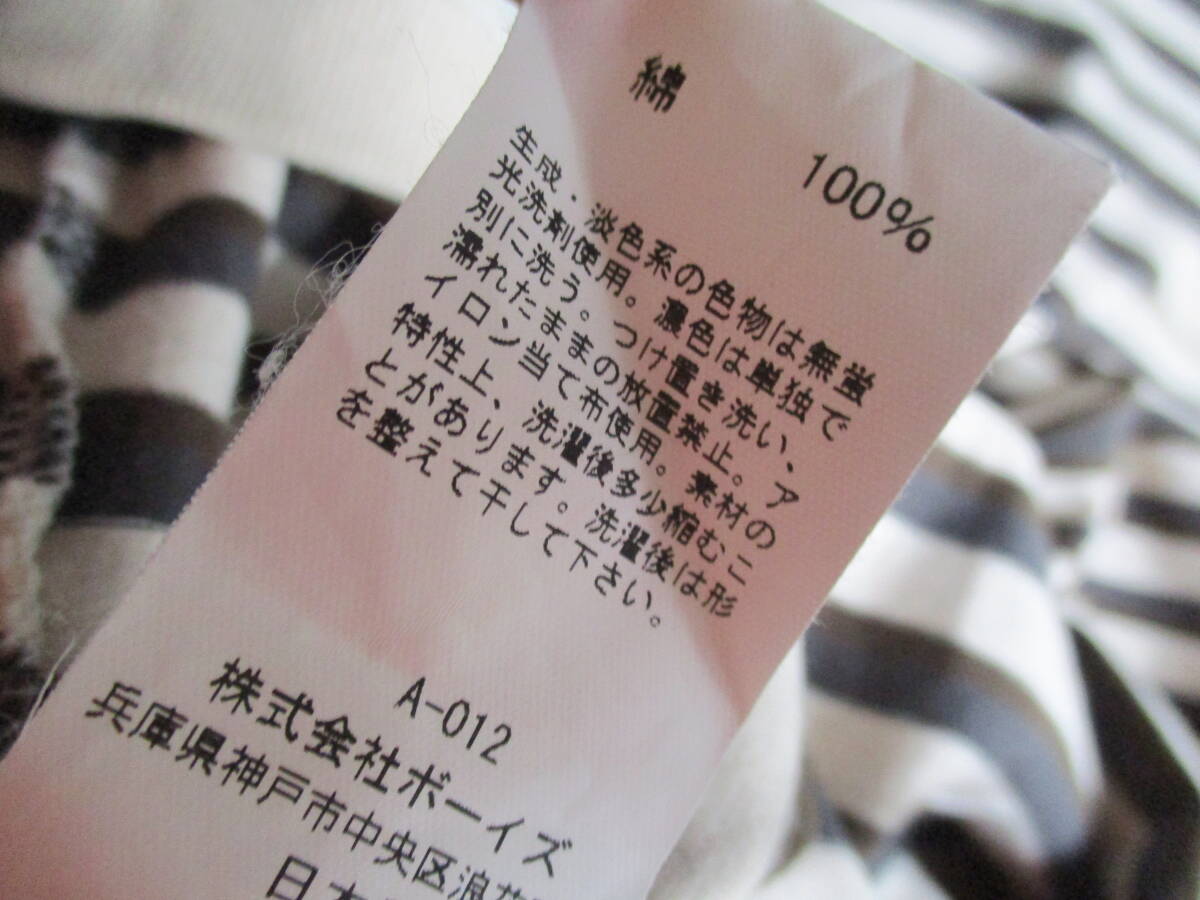 綿 100%
生成．淡色系の色物は無蛍
光洗剤使用。濃色は単独で
別に洗う。つけ置き洗い、
濡れたままの放置禁止。ア
イロン当て布使用。素材の
特性上、洗濯後多少縮むこ
とがあります。洗濯後は形
を整えて干して下さい。
A-012
株式会社ボーイズ
兵庫県神戸市中央区浪花
日本